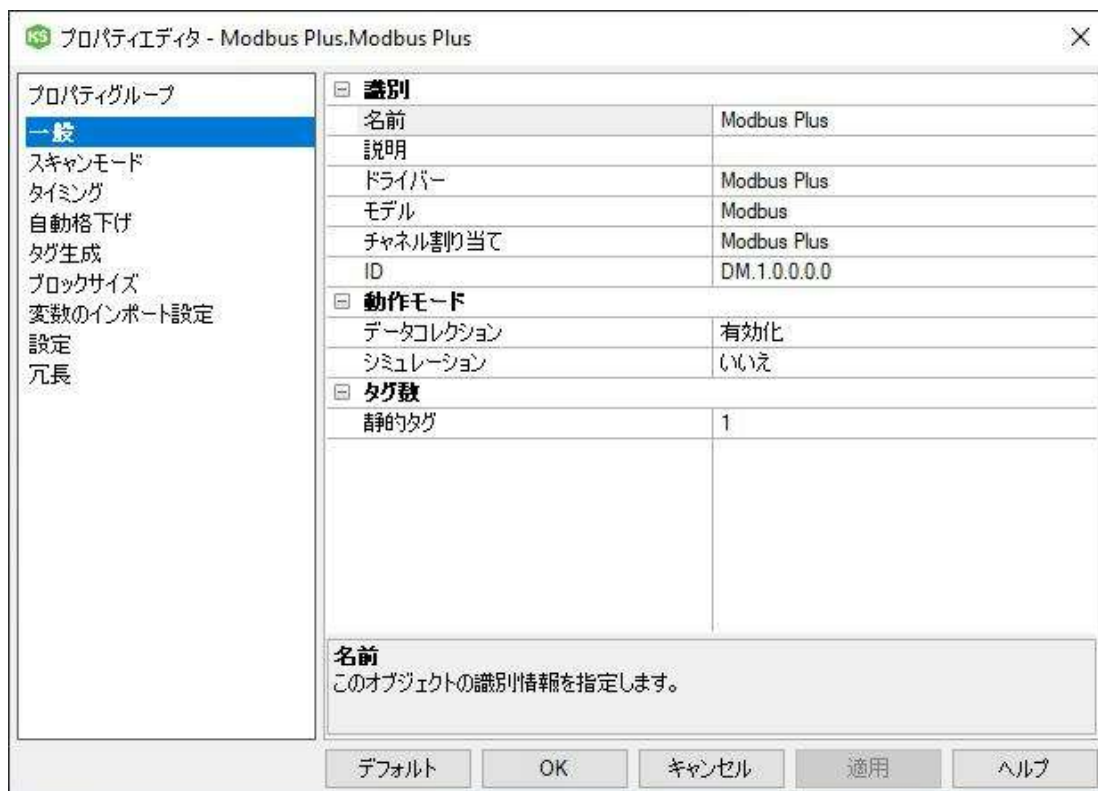 KS プロパティエディタ - Modbus Plus.Modbus Plus
プロパティグループ
一般
スキャンモード
タイミング
自動格下げ
タグ生成
ブロックサイズ
変数のインポート設定
設定
冗長
識別
名前 Modbus Plus
説明
ドライバー Modbus Plus
モデル Modbus
チャネル割り当て Modbus Plus
ID DM.1.0.0.0.0
動作モード
データコレクション 有効化
シミュレーション いいえ
タグ数
静的タグ 1
名前
このオブジェクトの識別情報を指定します。
デフォルト OK キャンセル 適用 ヘルプ